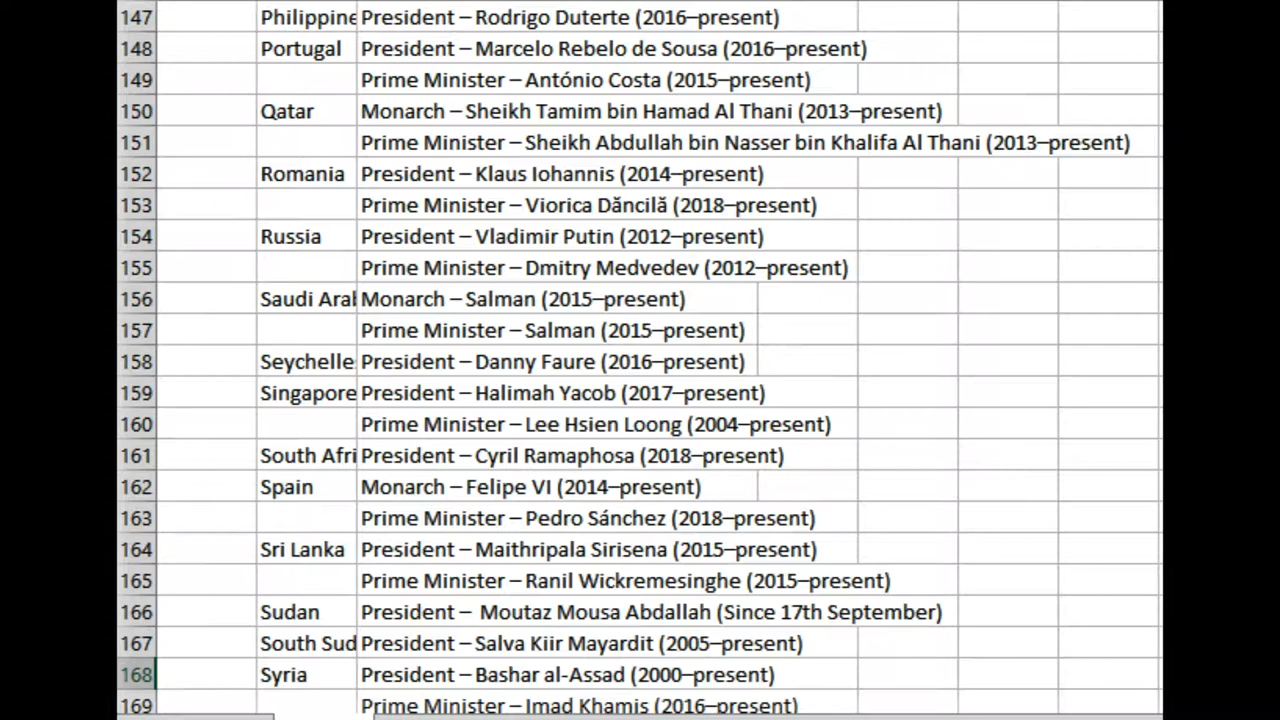 147 Philippine President – Rodrigo Duterte (2016–present)
148 Portugal President – Marcelo Rebelo de Sousa (2016–present)
149 Prime Minister – António Costa (2015–present)
150 Qatar Monarch – Sheikh Tamim bin Hamad Al Thani (2013–present)
151 Prime Minister – Sheikh Abdullah bin Nasser bin Khalifa Al Thani (2013–present)
152 Romania President – Klaus Iohannis (2014–present)
153 Prime Minister – Viorica Dăncilă (2018–present)
154 Russia President – Vladimir Putin (2012–present)
155 Prime Minister – Dmitry Medvedev (2012–present)
156 Saudi Aral Monarch – Salman (2015–present)
157 Prime Minister – Salman (2015–present)
158 Seychelle President – Danny Faure (2016–present)
159 Singapore President – Halimah Yacob (2017–present)
160 Prime Minister – Lee Hsien Loong (2004–present)
161 South Afri President – Cyril Ramaphosa (2018–present)
162 Spain Monarch – Felipe VI (2014–present)
163 Prime Minister – Pedro Sánchez (2018–present)
164 Sri Lanka President – Maithripala Sirisena (2015–present)
165 Prime Minister – Ranil Wickremesinghe (2015–present)
166 Sudan President – Moutaz Mousa Abdallah (Since 17th September)
167 South Sud President – Salva Kiir Mayardit (2005–present)
168 Syria President – Bashar al-Assad (2000–present)
169 Prime Minister – Imad Khamis (2016–present)